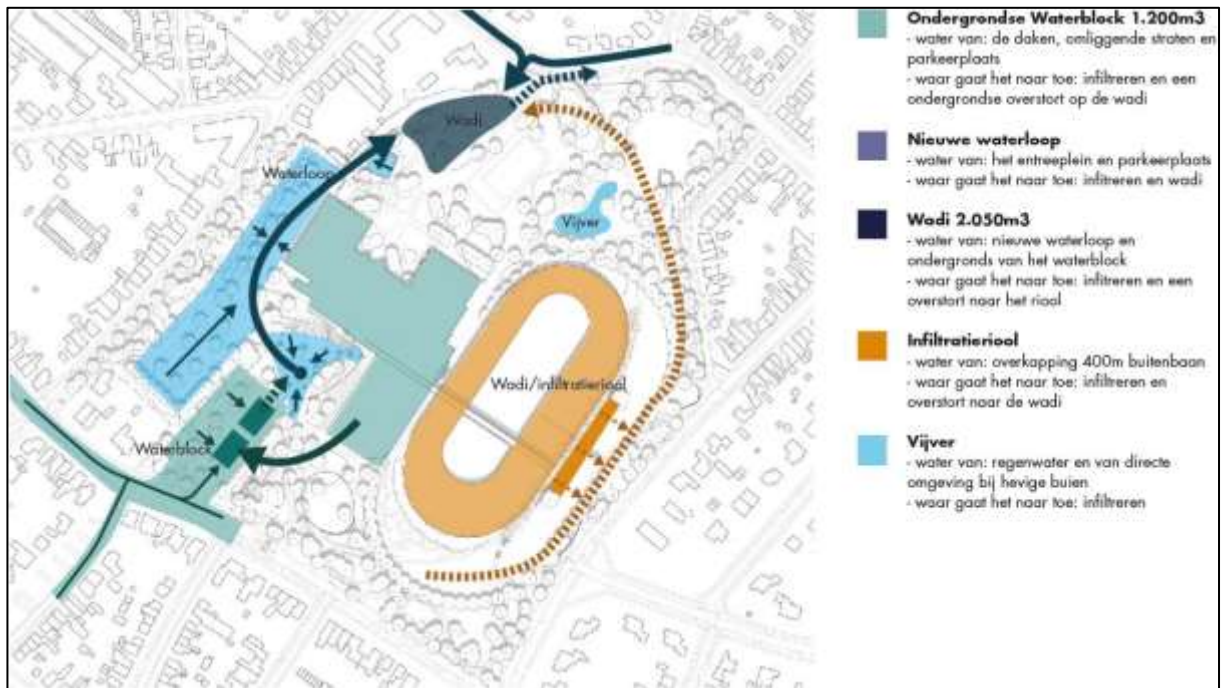 Wadi
Waterloop
Vijver
Wadi/infiltratieriool
Waterblock
Ondergrondse Waterblock 1.200m3
- water van: de daken, omliggende straten en
parkeerplaats
- waar gaat het naar toe: infiltreren en een
ondergrondse overstort op de wadi
Nieuwe waterloop
- water van: het entreeplein en parkeerplaats
- waar gaat het naar toe: infitreren en wadi
Wadi 2.050m3
- water van: nieuwe waterloop en
ondergronds van het waterblock
- waar gaat het naar toe: infiltreren en een
overstort naar het riool
Infiltratieriool
- water van: overkapping 400m buitenbaan
- waar gaat het naar toe: infiltreren en
overstort naar de wadi
Vijver
- water van: regenwater en van directe
omgeving bij hevige buien
- waar gaat het naar toe: infiltreren